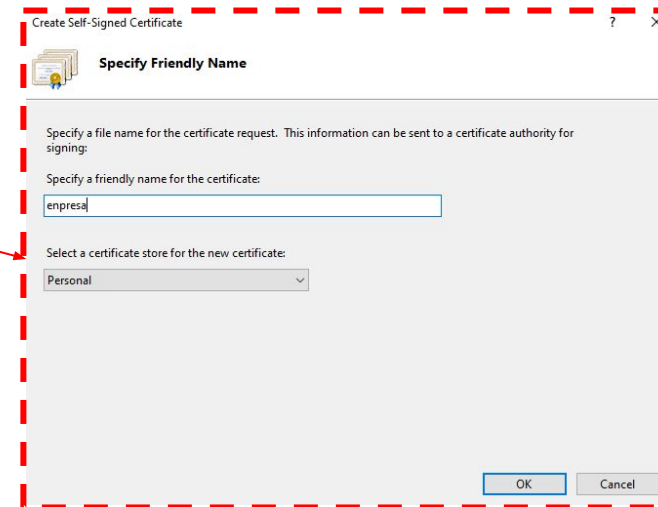 Create Self-Signed Certificate
? X
Specify Friendly Name
Specify a file name for the certificate request. This information can be sent to a certificate authority for
signing:
Specify a friendly name for the certificate:
enpresa
Select a certificate store for the new certificate:
Personal
OK Cancel